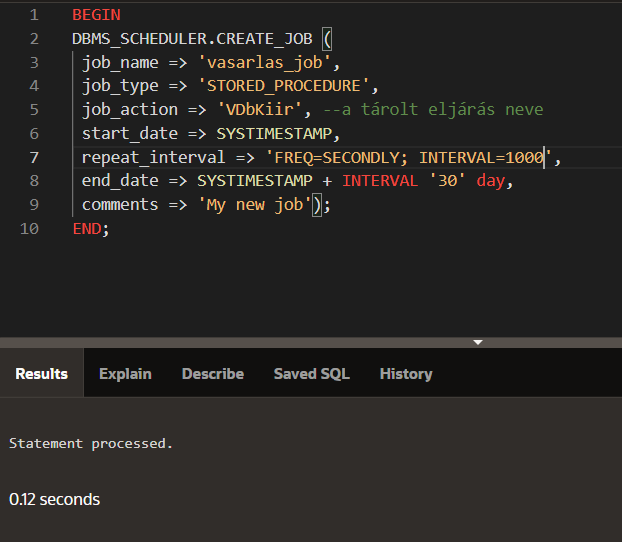 1 BEGIN
2 DBMS_SCHEDULER.CREATE_JOB (
3 job_name => 'vasarlas_job',
4 job_type => 'STORED_PROCEDURE',
5 job_action => 'VDbKiir', --a tárolt eljárás neve
6 start_date => SYSTIMESTAMP,
7 repeat_interval => 'FREQ=SECONDLY; INTERVAL=1000',
8 end_date => SYSTIMESTAMP + INTERVAL '30' day,
9 comments => 'My new job');
10 END;
Results Explain Describe Saved SQL History
Statement processed.
0.12 seconds